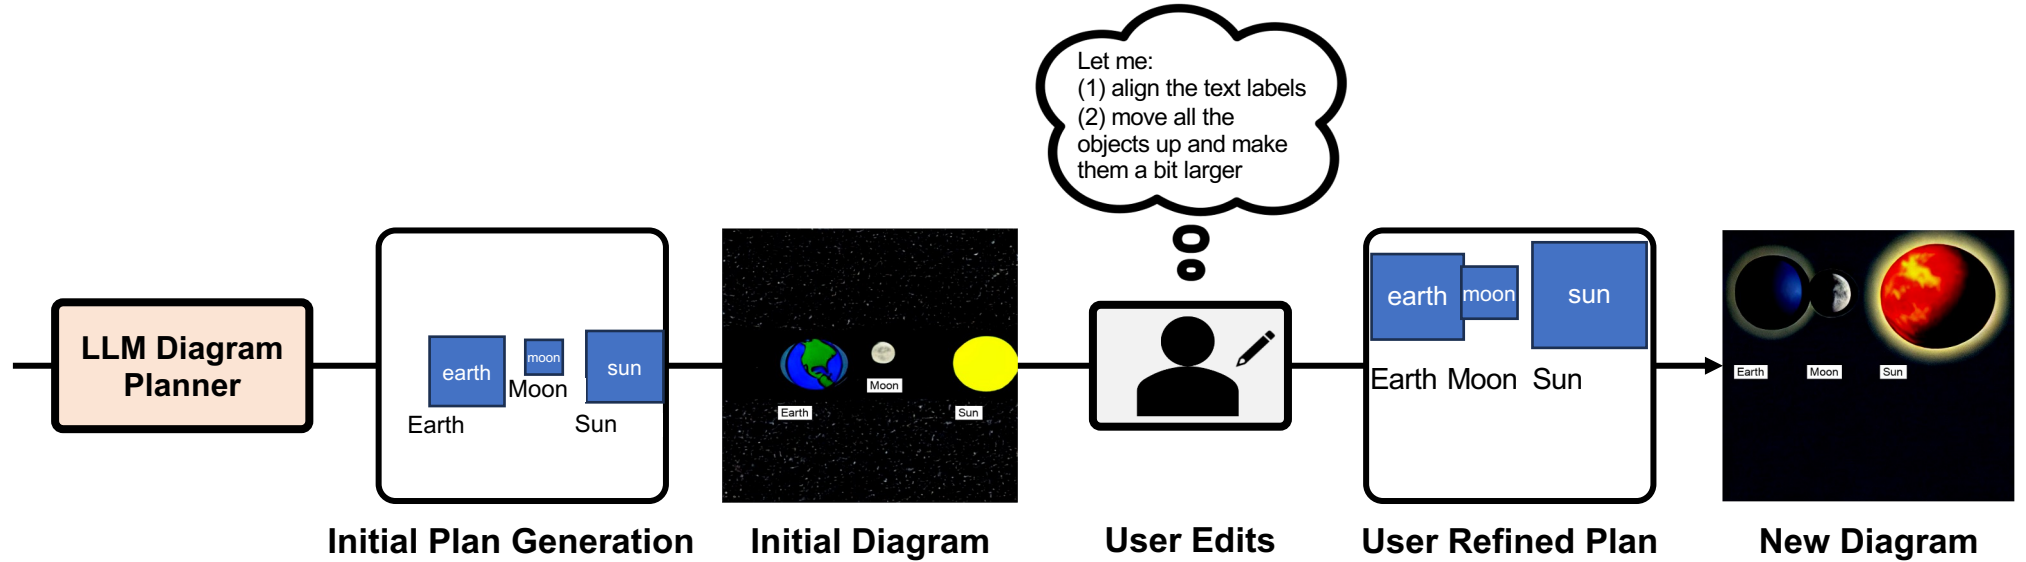 Let me:
(1) align the text labels
(2) move all the
objects up and make
them a bit larger
LLM Diagram
Planner
earth
moon
sun
Earth
Moon
Sun
Earth
Moon
Sun
earth
moon
sun
Earth Moon Sun
Earth
Moon
Sun
Initial Plan Generation
Initial Diagram
User Edits
User Refined Plan
New Diagram